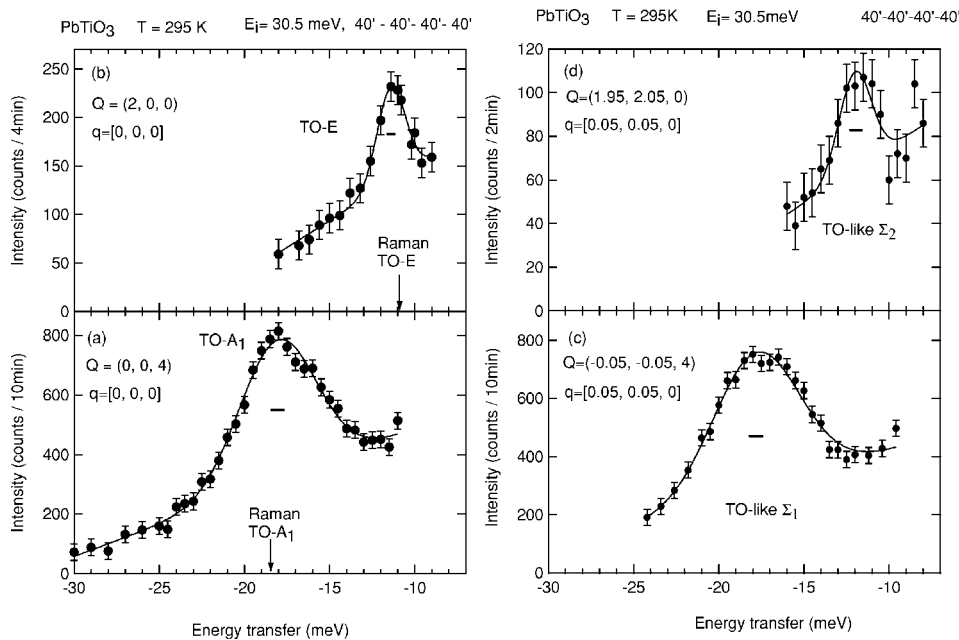 PbTiO3 T = 295 K Ei= 30.5 meV, 40' - 40'- 40'- 40'
250
200
150
100
50
0
Intensity (counts / 4min)
(b)
Q = (2, 0, 0)
q=[0, 0, 0]
TO-E
Raman
TO-E
800
600
400
200
0
Intensity (counts / 10min)
(a)
Q = (0, 0, 4)
q=[0, 0, 0]
TO-A1
Raman
TO-A1
-30 -25 -20 -15 -10
Energy transfer (meV)
PbTiO3 T = 295K Ei=30.5meV 40'-40'-40'-40'
120
100
80
60
40
20
0
Intensity (counts / 2min)
(d)
Q=(1.95, 2.05, 0)
q=[0.05, 0.05, 0]
TO-like Σ2
800
600
400
200
0
Intensity (counts / 10min)
(c)
Q=(-0.05, -0.05, 4)
q=[0.05, 0.05, 0]
TO-like Σ1
-30 -25 -20 -15 -10
Energy transfer (meV)